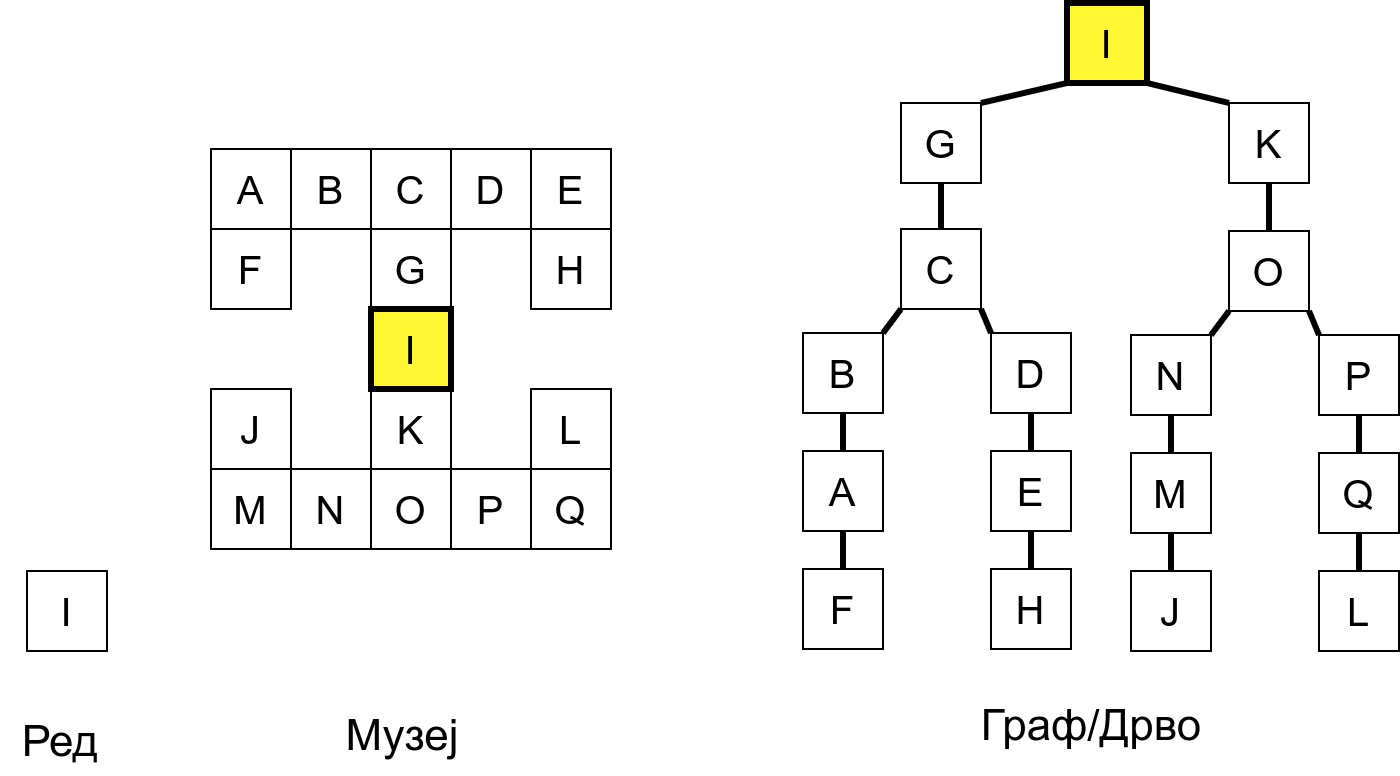 I
G K
A B C D E
F G H
C O
I
B D N P
J K L
A E M Q
M N O P Q
I
F H J L
Ред
Музеј
Граф/Дрво